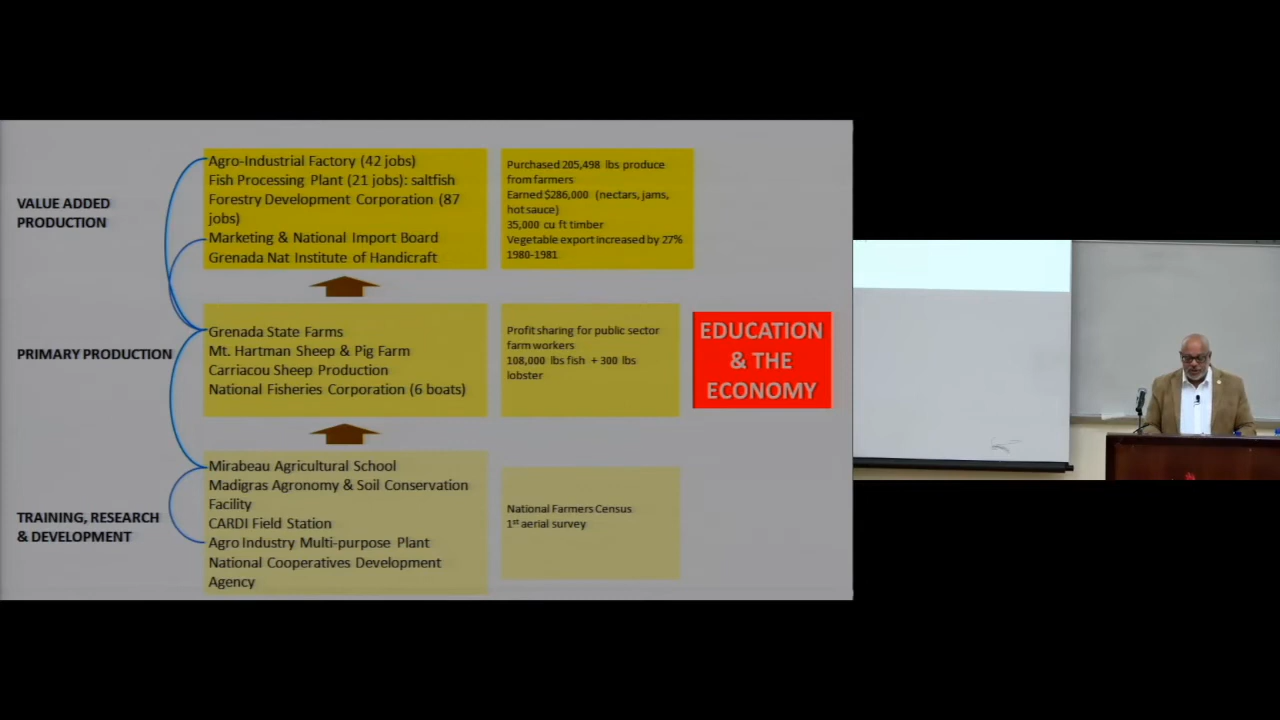 VALUE ADDED
PRODUCTION
Agro-Industrial Factory (42 jobs)
Fish Processing Plant (21 jobs): saltfish
Forestry Development Corporation (87
jobs)
Marketing & National Import Board
Grenada Nat Institute of Handicraft
Purchased 205,498 lbs produce
from farmers
Earned $286,000 (nectars, jams,
hot sauce)
35,000 cu ft timber
Vegetable export increased by 27%
1980-1981
PRIMARY PRODUCTION
Grenada State Farms
Mt. Hartman Sheep & Pig Farm
Carriacou Sheep Production
National Fisheries Corporation (6 boats)
Profit sharing for public sector
farm workers
108,000 lbs fish + 300 lbs
lobster
EDUCATION
& THE
ECONOMY
TRAINING, RESEARCH
& DEVELOPMENT
Mirabeau Agricultural School
Madigras Agronomy & Soil Conservation
Facility
CARDI Field Station
Agro Industry Multi-purpose Plant
National Cooperatives Development
Agency
National Farmers Census
1st aerial survey